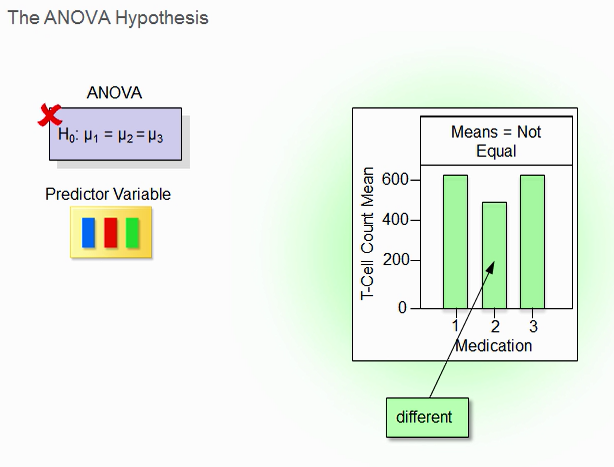 The ANOVA Hypothesis
ANOVA
H₀: μ₁ = μ₂ = μ₃
Predictor Variable
Means = Not
Equal
T-Cell Count Mean
600
400
200
0
1 2 3
Medication
different